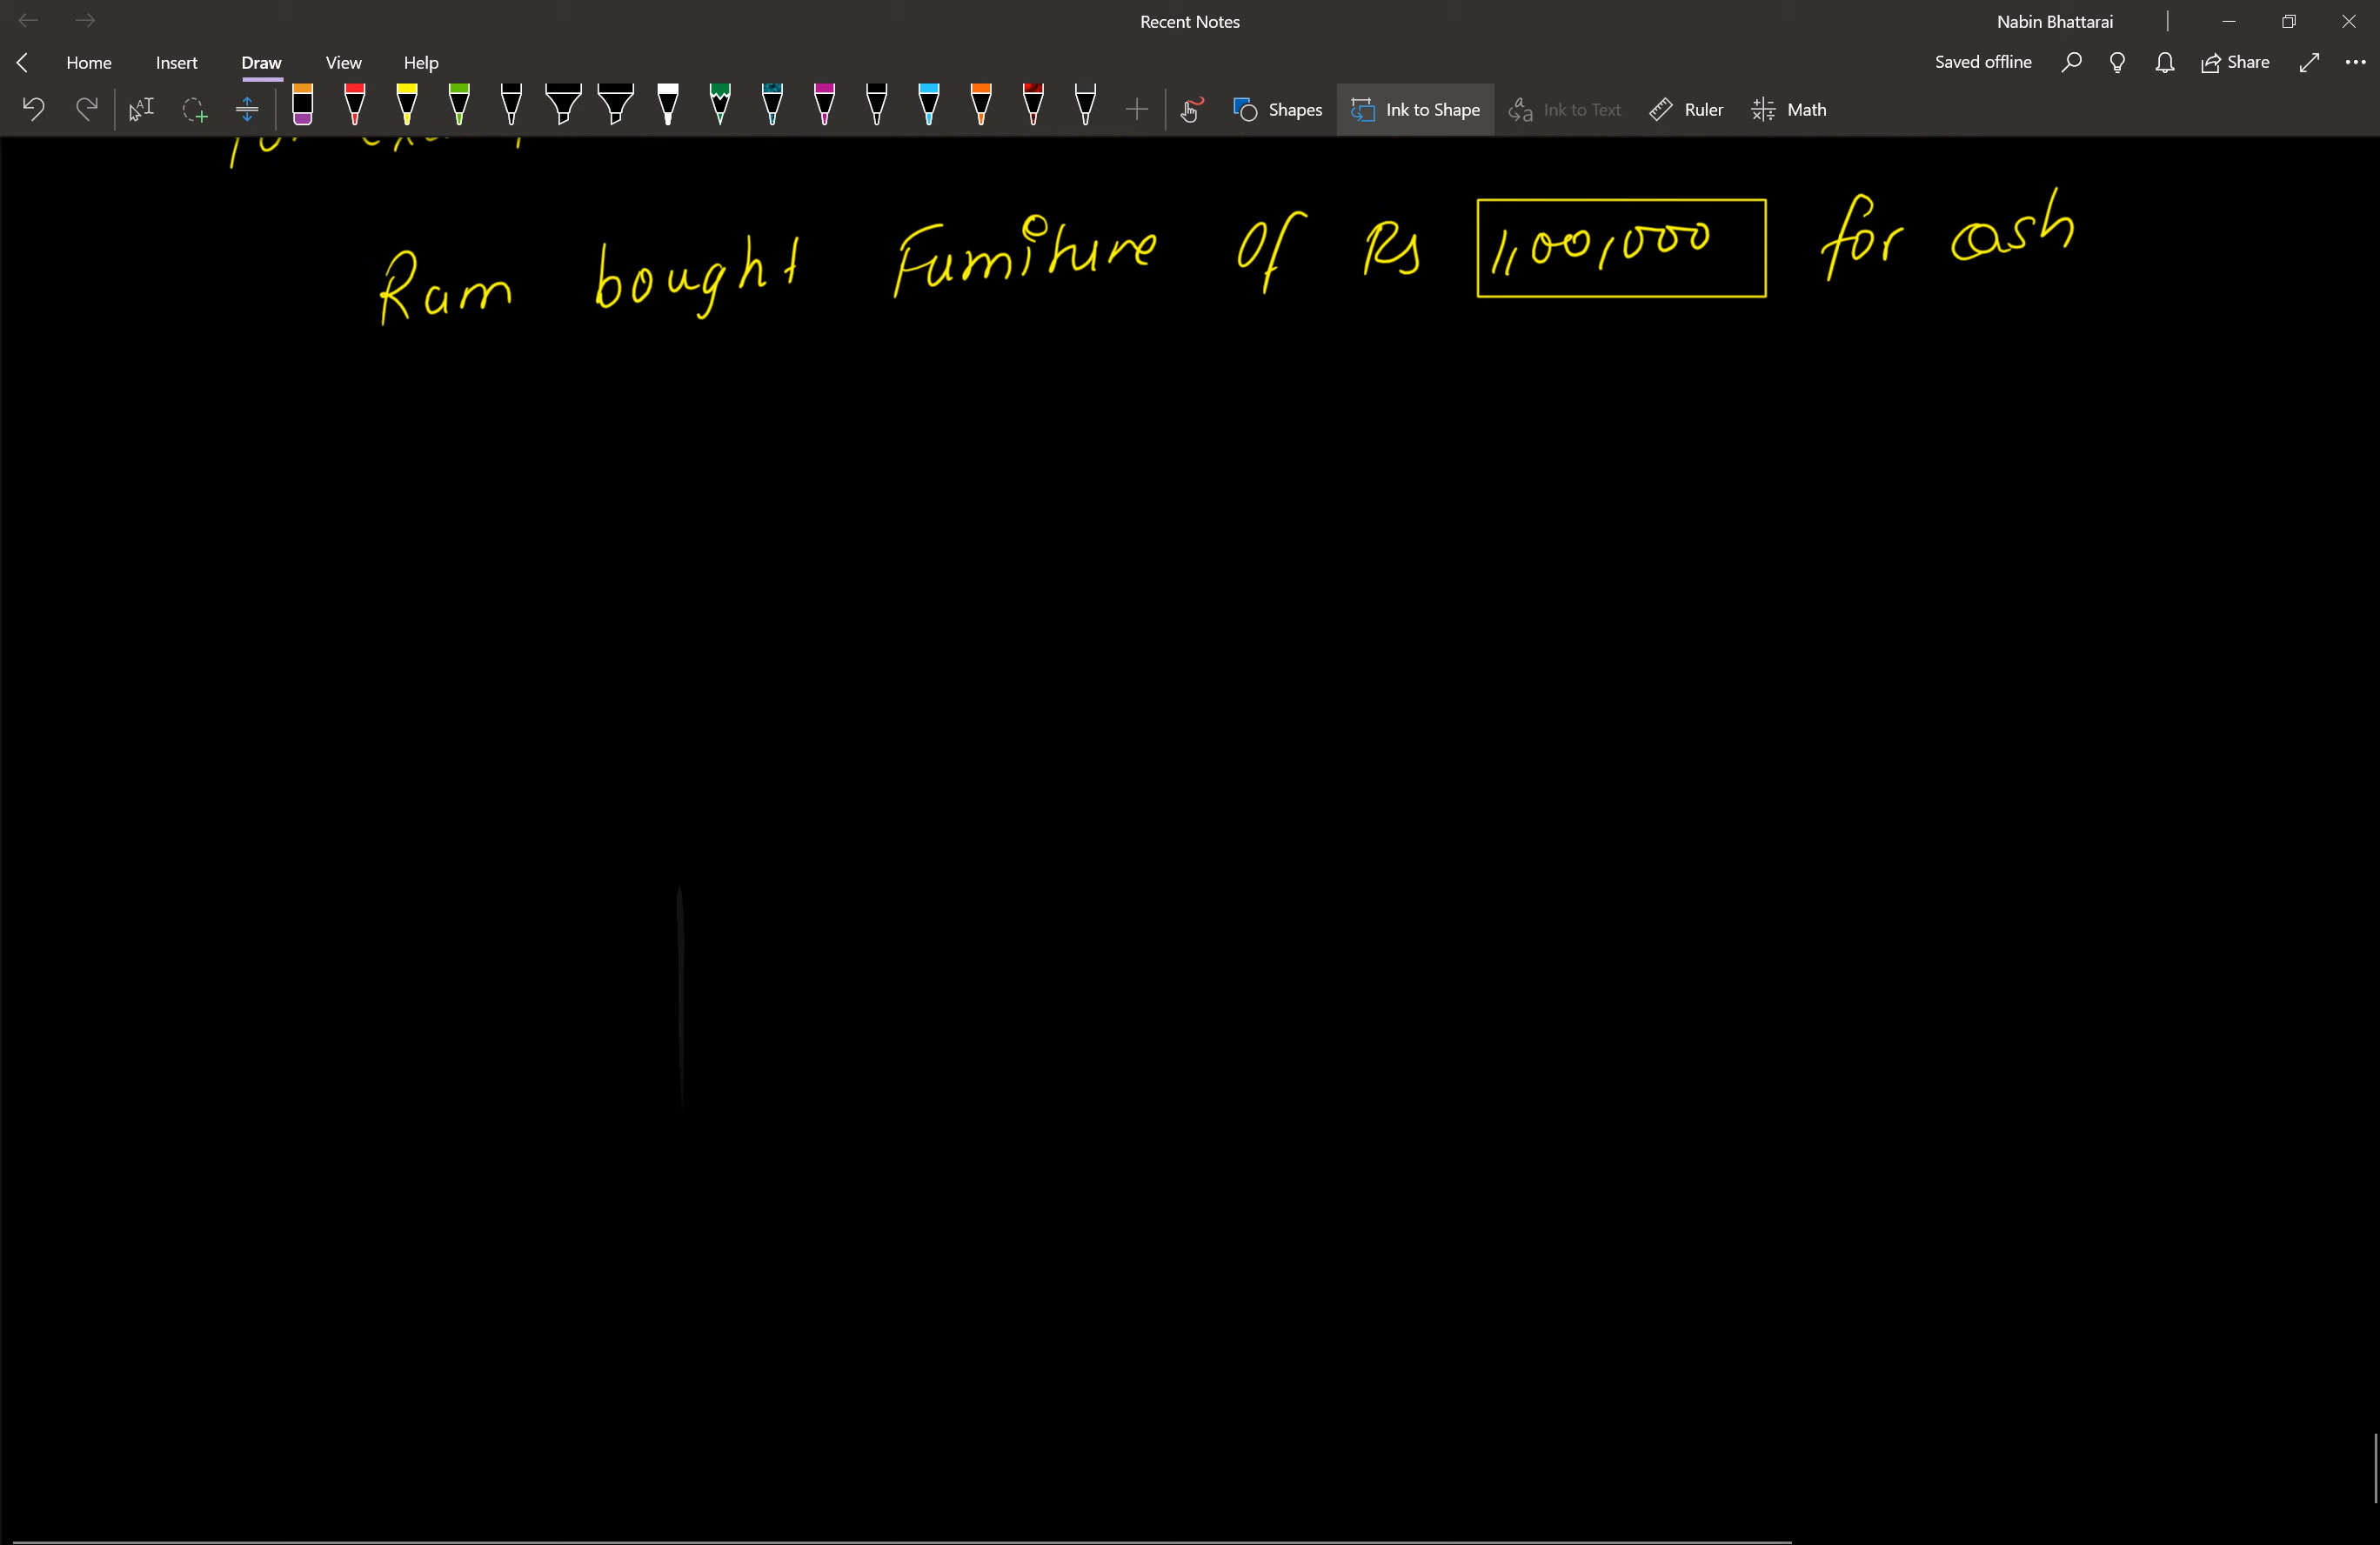 Recent Notes
Nabin Bhattarai
Home Insert Draw View Help
Saved offline
Share
Shapes Ink to Shape Ink to Text Ruler Math
Ram bought Furniture Of Rs 1,00,000 for cash